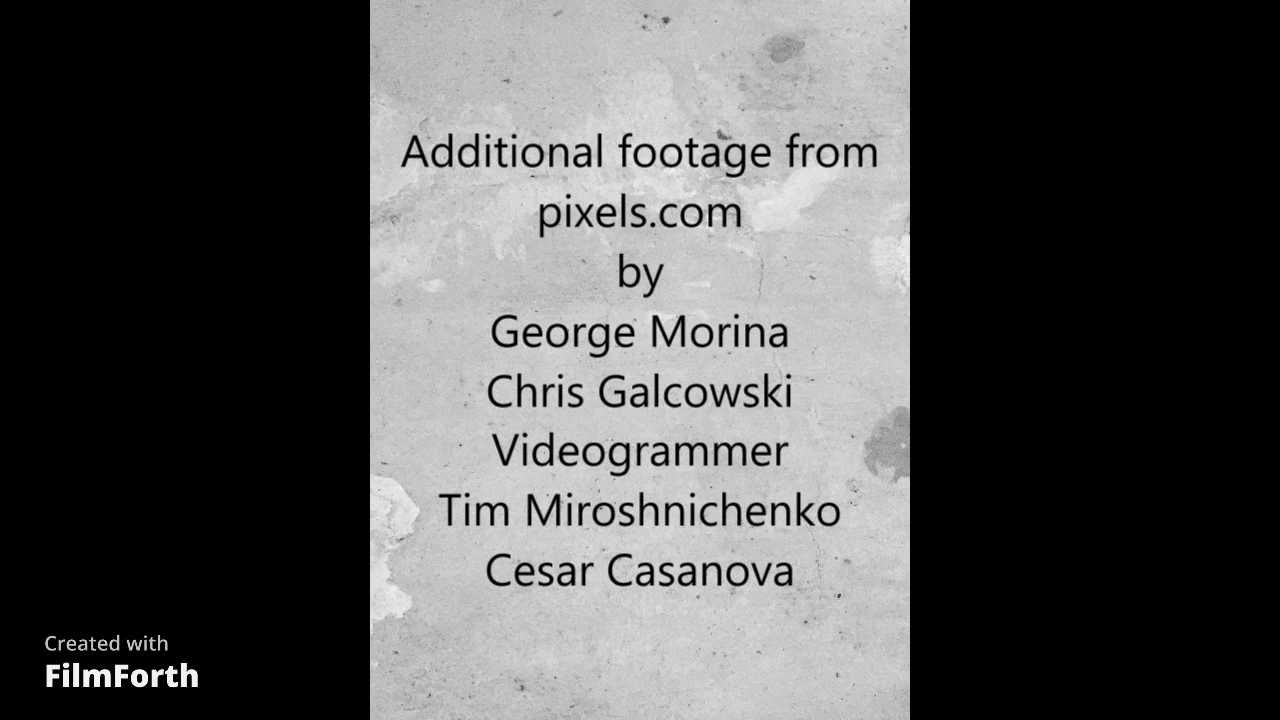 Additional footage from
pixels.com
by
George Morina
Chris Galcowski
Videogrammer
Tim Miroshnichenko
Cesar Casanova
Created with
FilmForth